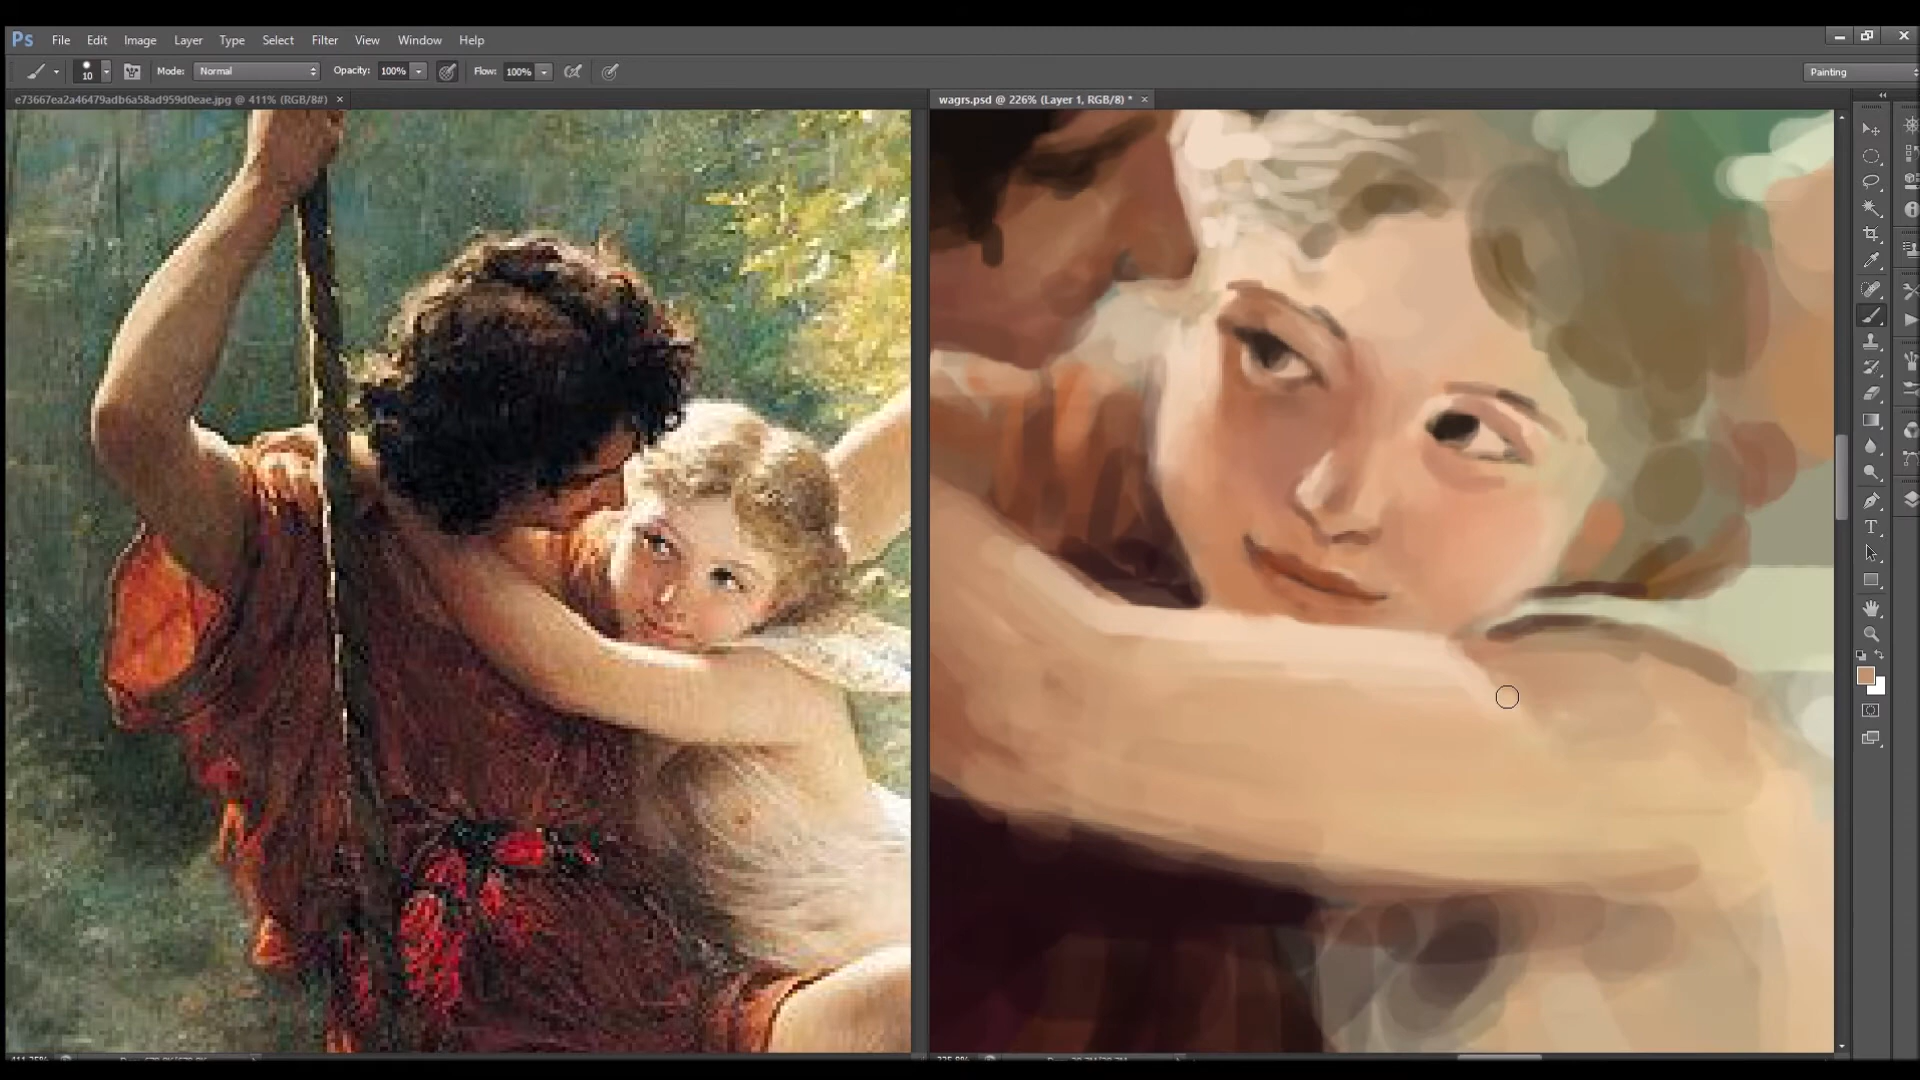 Ps File Edit Image Layer Type Select Filter View Window Help
10 Mode: Normal Opacity: 100% Flow: 100% Painting
e73667ea2a46479adb6a58ad959d0eae.jpg @ 411% (RGB/8#) × wagrs.psd @ 226% (Layer 1, RGB/8) * ×